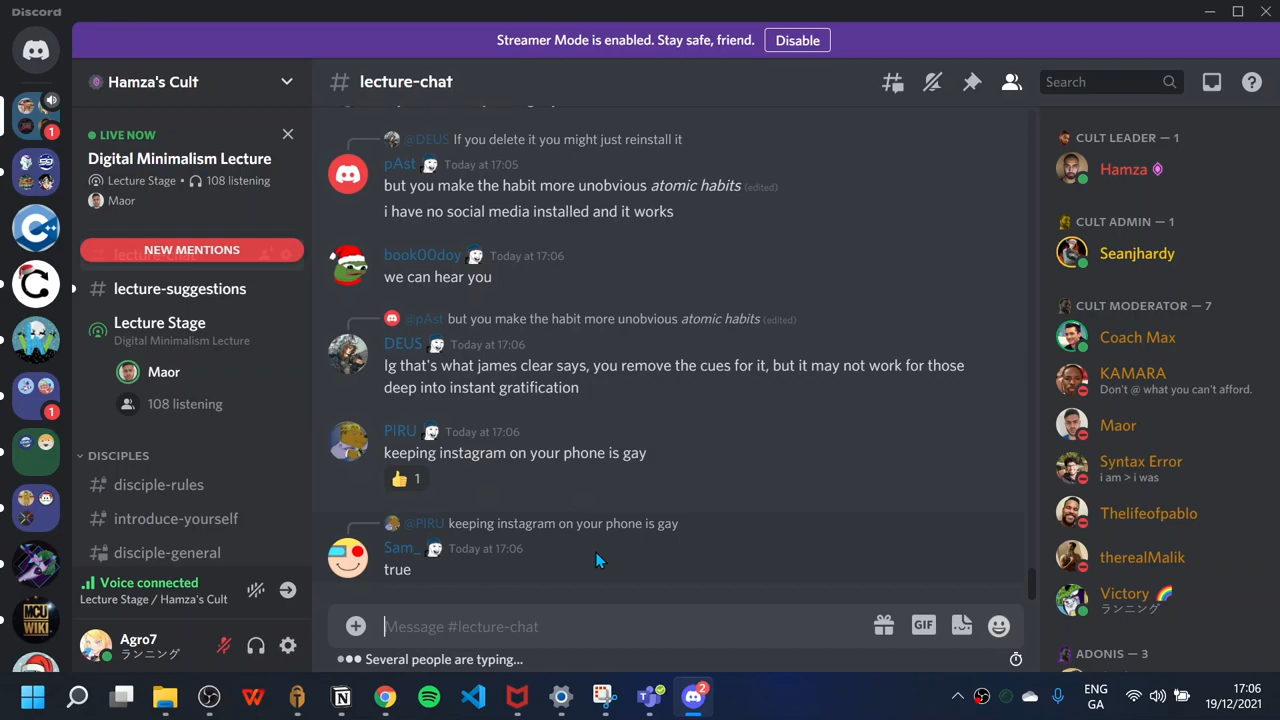 Discord
Streamer Mode is enabled. Stay safe, friend.
Disable
Hamza's Cult
LIVE NOW
Digital Minimalism Lecture
Lecture Stage • 108 listening
Maor
NEW MENTIONS
# lecture-suggestions
Lecture Stage
Digital Minimalism Lecture
Maor
108 listening
DISCIPLES
disciple-rules
introduce-yourself
disciple-general
Voice connected
Lecture Stage / Hamza's Cult
Agro7
ランニング
# lecture-chat
@DEUS If you delete it you might just reinstall it
pAst Today at 17:05
but you make the habit more unobvious atomic habits (edited)
i have no social media installed and it works
book00doy Today at 17:06
we can hear you
@pAst but you make the habit more unobvious atomic habits (edited)
DEUS Today at 17:06
lg that's what james clear says, you remove the cues for it, but it may not work for those
deep into instant gratification
PIRU Today at 17:06
keeping instagram on your phone is gay
👍 1
@PIRU keeping instagram on your phone is gay
Sam_ Today at 17:06
true
Message #lecture-chat
GIF
Several people are typing...
Search
CULT LEADER — 1
Hamza
CULT ADMIN — 1
Seanjhardy
CULT MODERATOR — 7
Coach Max
KAMARA
Don't @ what you can't afford.
Maor
Syntax Error
i am > i was
Thelifeofpablo
therealMalik
Victory 🌈
ランニング
ADONIS — 3
1
1
MCU
WIKI
2
ENG
GA
17:06
19/12/2021